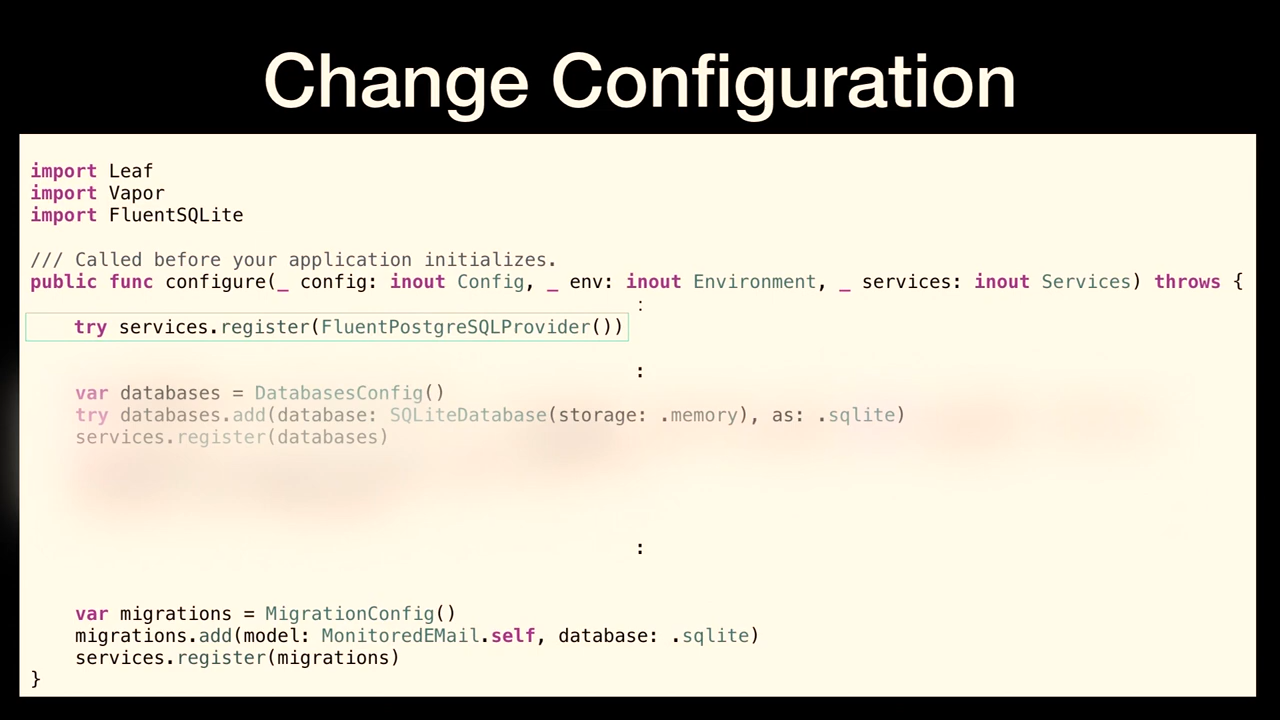 Change Configuration
import Leaf
import Vapor
import FluentSQLite
/// Called before your application initializes.
public func configure(_ config: inout Config, _ env: inout Environment, _ services: inout Services) throws {
:
try services.register(FluentPostgreSQLProvider())
:
var databases = DatabasesConfig()
try databases.add(database: SQLiteDatabase(storage: .memory), as: .sqlite)
services.register(databases)
:
var migrations = MigrationConfig()
migrations.add(model: MonitoredEMail.self, database: .sqlite)
services.register(migrations)
}